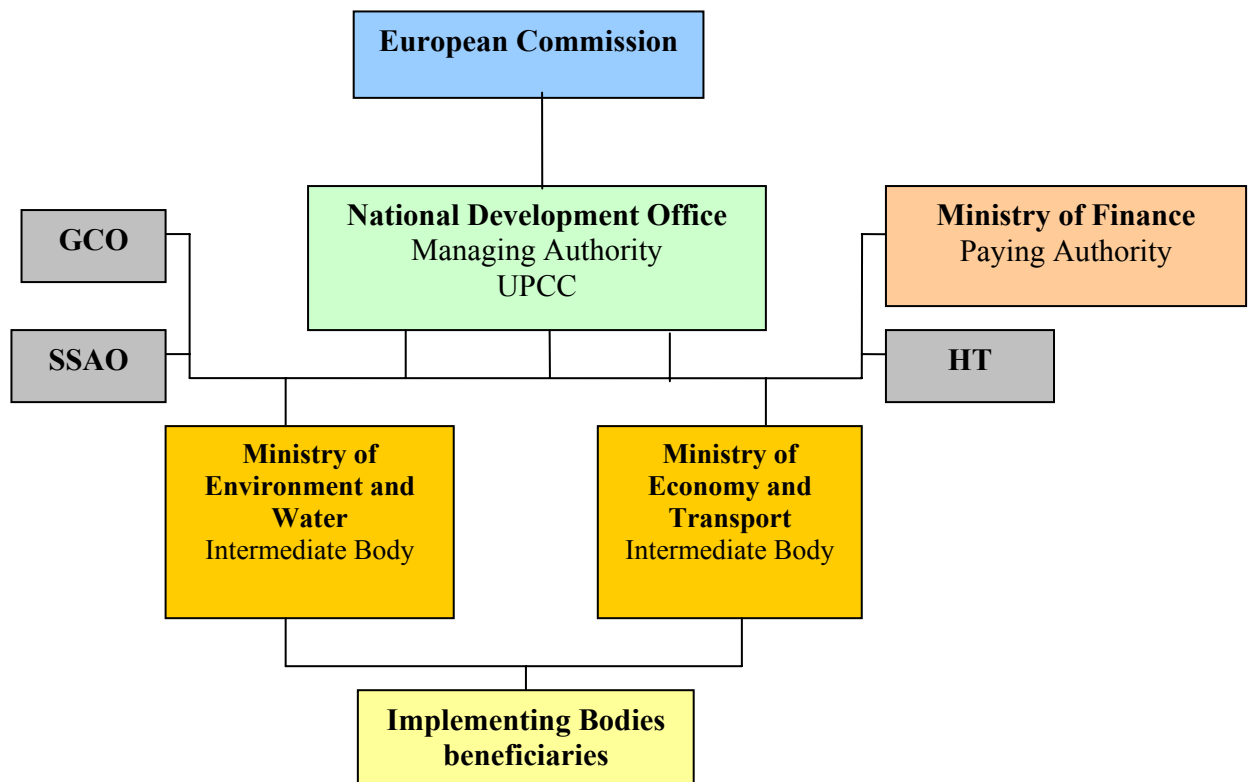 European Commission
National Development Office
Managing Authority
UPCC
Ministry of Finance
Paying Authority
GCO
SSAO
HT
Ministry of
Environment and
Water
Intermediate Body
Ministry of
Economy and
Transport
Intermediate Body
Implementing Bodies
beneficiaries